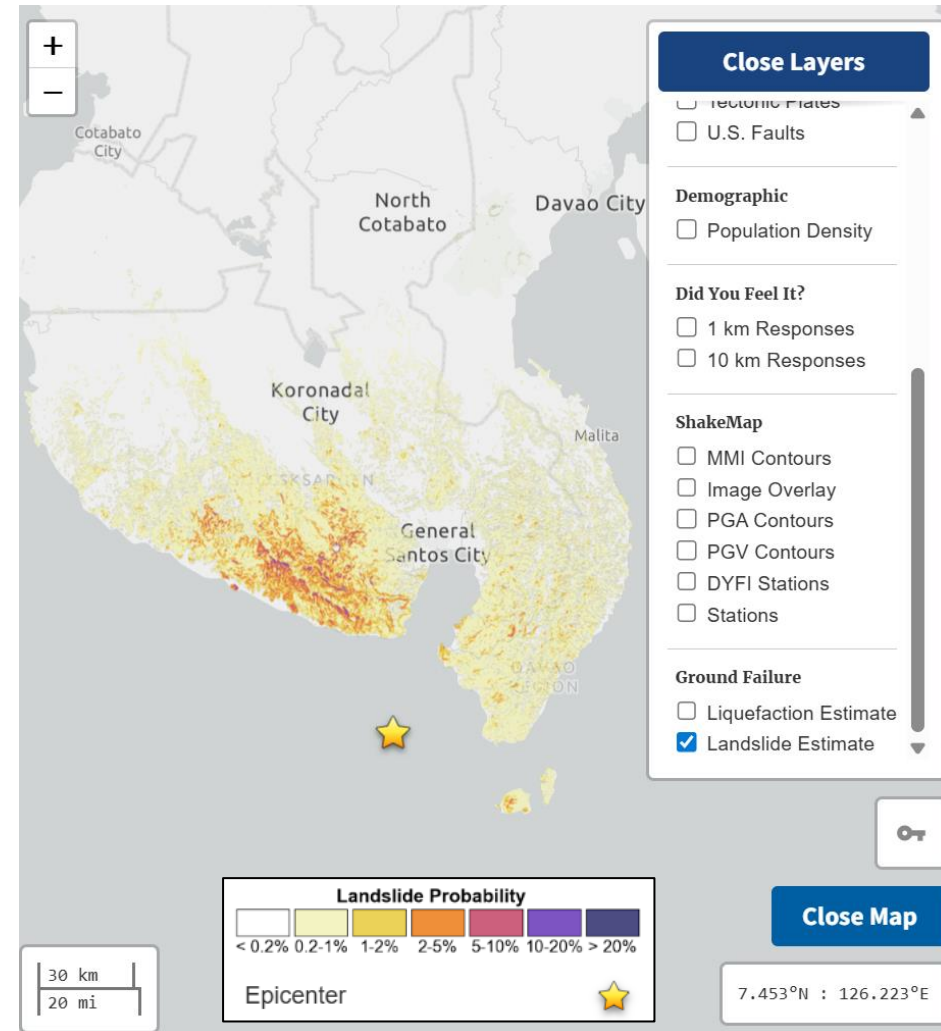 +
−
Cotabato
City
North
Cotabato
Davao City
Koronadal
City
Malita
General
Santos City
Close Layers
Tectonic Plates
U.S. Faults
Demographic
Population Density
Did You Feel It?
1 km Responses
10 km Responses
ShakeMap
MMI Contours
Image Overlay
PGA Contours
PGV Contours
DYFI Stations
Stations
Ground Failure
Liquefaction Estimate
Landslide Estimate
Landslide Probability
< 0.2% 0.2-1% 1-2% 2-5% 5-10% 10-20% > 20%
Epicenter
Close Map
30 km
20 mi
7.453°N : 126.223°E